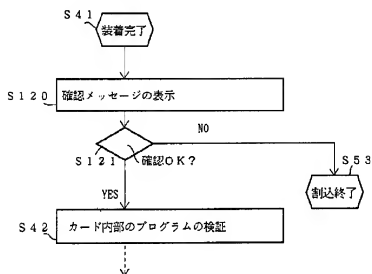 S41
装着完了
S120
確認メッセージの表示
NO
S121
確認OK?
S53
YES
割込終了
S42
カード内部のプログラムの検証